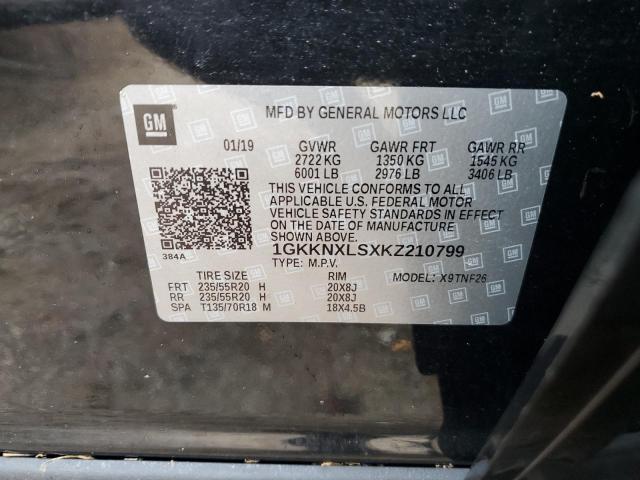 GM
MFD BY GENERAL MOTORS LLC
01/19 GVWR GAWR FRT GAWR RR
2722 KG 1350 KG 1545 KG
6001 LB 2976 LB 3406 LB
THIS VEHICLE CONFORMS TO ALL
APPLICABLE U.S. FEDERAL MOTOR
VEHICLE SAFETY STANDARDS IN EFFECT
ON THE DATE OF MANUFACTURE
SHOWN ABOVE.
384A
1GKKNXLSXKZ210799
TYPE: M.P.V. MODEL: X9TNF26
TIRE SIZE RIM
FRT 235/55R20 H 20X8J
RR 235/55R20 H 20X8J
SPA T135/70R18 M 18X4.5B